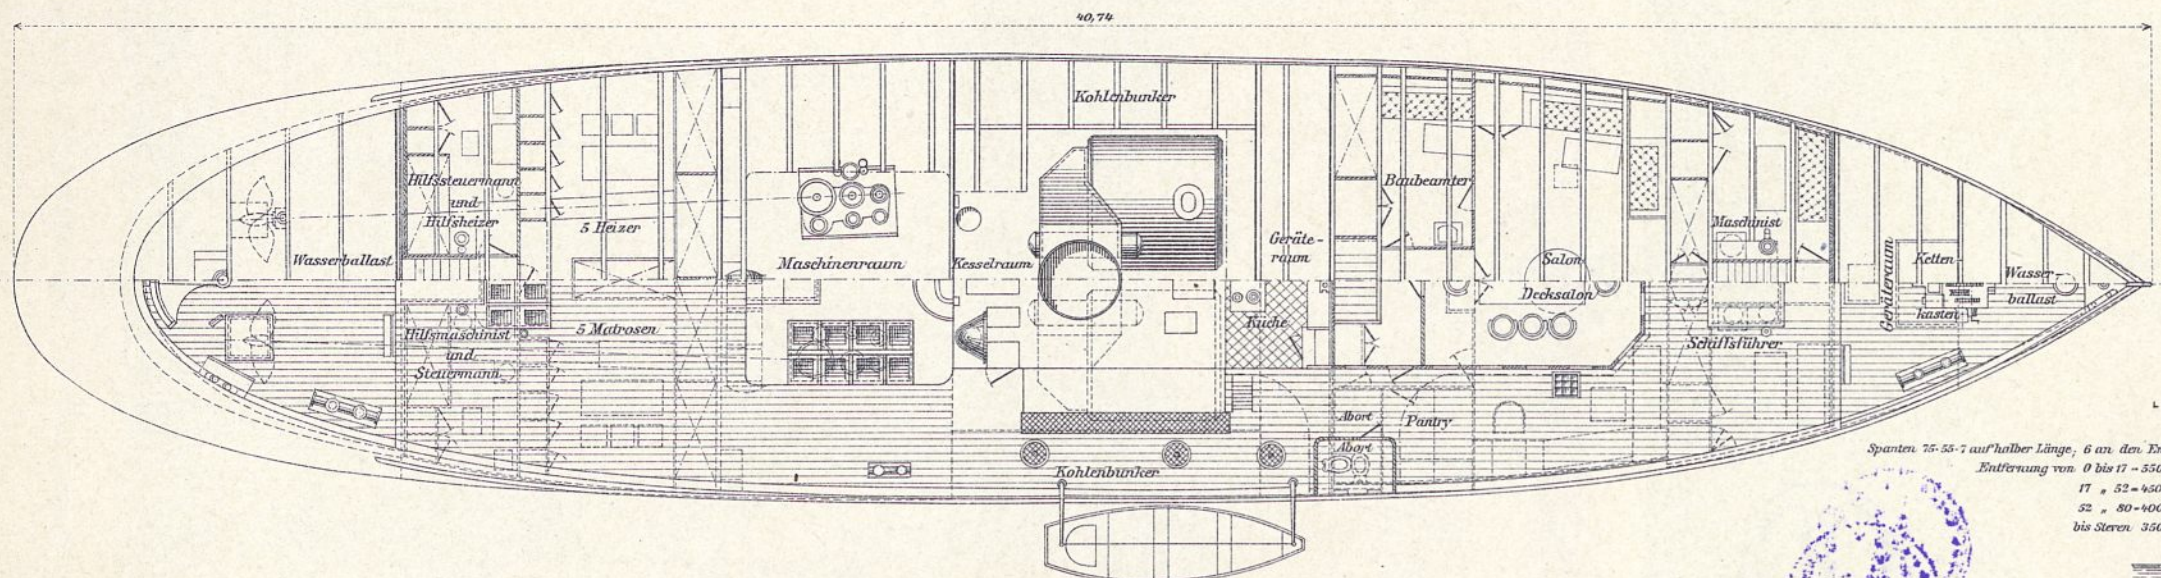 40,74
Kohlenbunker
Hilfssteuermann
und
Hilfsheizer
5 Heizer
Wasserballast
Maschinenraum
Kesselraum
Geräte-
raum
Baubeamter
Salon
Decksalon
Maschinist
Geräteraum
Ketten
kasten
Wasser-
ballast
Hilfsmaschinist
und
Steuermann
5 Matrosen
Küche
Schiffsführer
Abort
Pantry
Abort
Kohlenbunker
L
Spanten 75-55-7 auf halber Länge; 6 an den
Entfernung von 0 bis 17 = 550
17 „ 52 = 450
52 „ 80 = 400
bis Steven 350